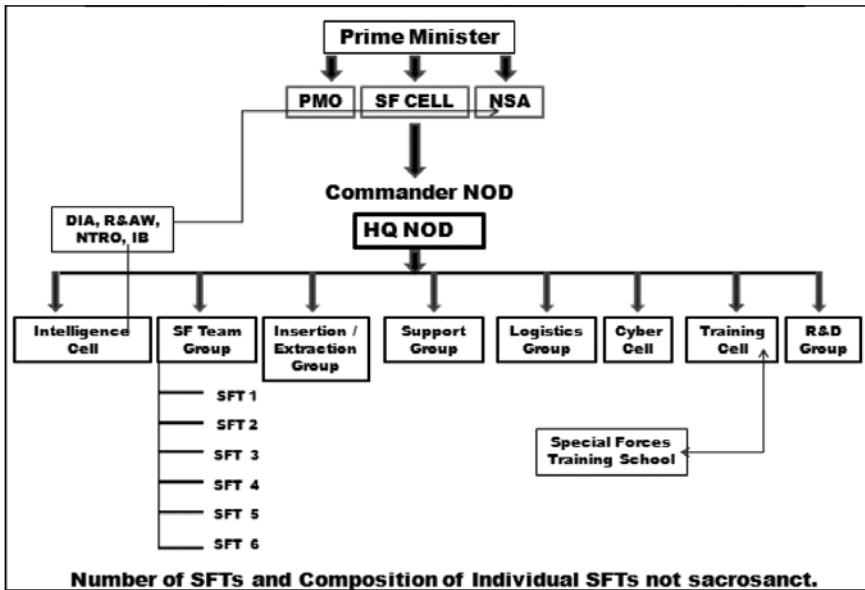 Prime Minister
PMO
SF CELL
NSA
Commander NOD
DIA, R&AW,
NTRO, IB
HQ NOD
Intelligence
Cell
SF Team
Group
Insertion /
Extraction
Group
Support
Group
Logistics
Group
Cyber
Cell
Training
Cell
R&D
Group
SFT 1
SFT 2
SFT 3
SFT 4
SFT 5
SFT 6
Special Forces
Training School
Number of SFTs and Composition of Individual SFTs not sacrosanct.